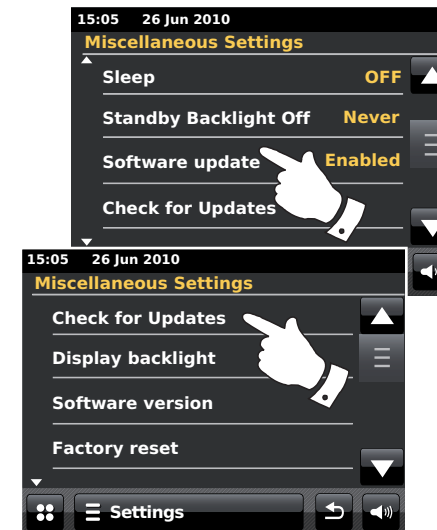 15:05 26 Jun 2010
Miscellaneous Settings
Sleep OFF
Standby Backlight Off Never
Software update Enabled
Check for Updates
15:05 26 Jun 2010
Miscellaneous Settings
Check for Updates
Display backlight
Software version
Factory reset
Settings